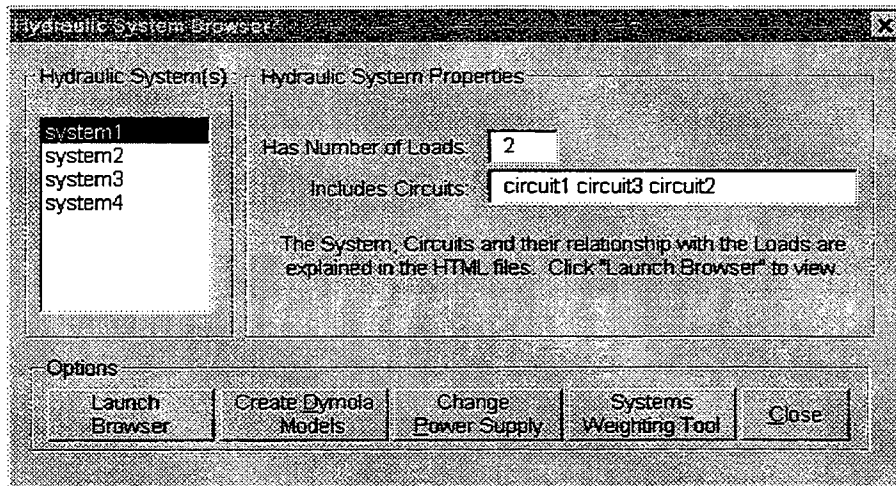 Hydraulic System Browser
Hydraulic System(s)
system1
system2
system3
system4
Hydraulic System Properties
Has Number of Loads: 2
Includes Circuits: circuit1 circuit3 circuit2
The System, Circuits and their relationship with the Loads are
explained in the HTML files. Click "Launch Browser" to view.
Options
Launch
Browser
Create Dymola
Models
Change
Power Supply
Systems
Weighting Tool
Close